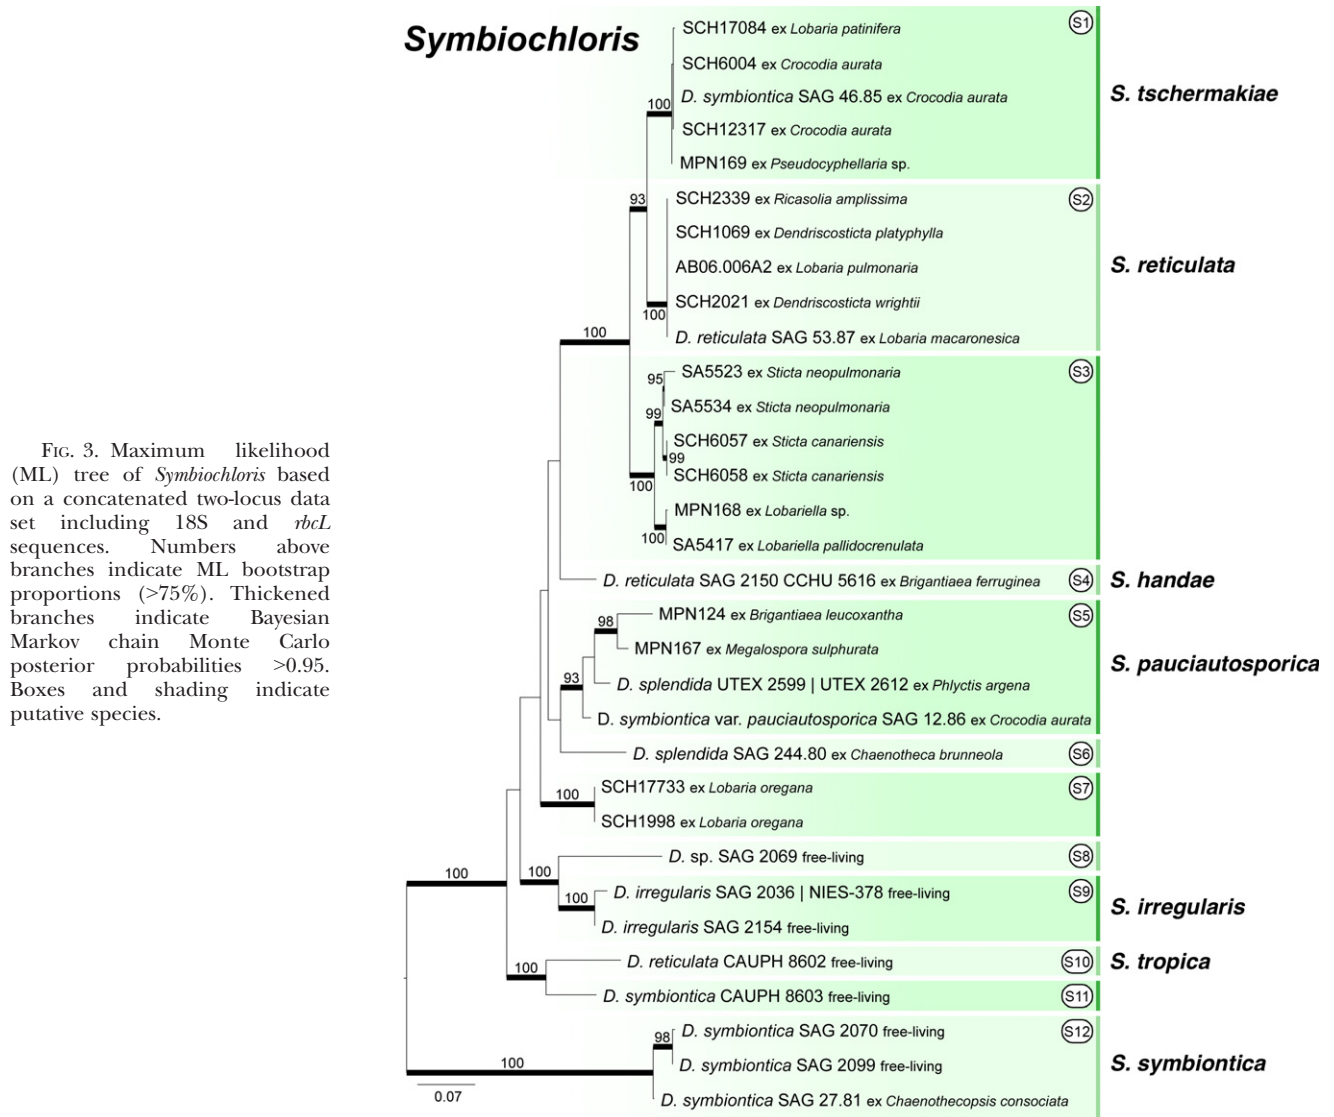 Symbiochloris
SCH17084 ex Lobaria patinifera
S1
SCH6004 ex Crocodia aurata
100
D. symbiontica SAG 46.85 ex Crocodia aurata
S. tschermakiae
SCH12317 ex Crocodia aurata
MPN169 ex Pseudocyphellaria sp.
93
SCH2339 ex Ricasolia amplissima
S2
SCH1069 ex Dendriscosticta platyphylla
AB06.006A2 ex Lobaria pulmonaria
S. reticulata
SCH2021 ex Dendriscosticta wrightii
100
100
D. reticulata SAG 53.87 ex Lobaria macaronesica
SA5523 ex Sticta neopulmonaria
S3
95
SA5534 ex Sticta neopulmonaria
99
SCH6057 ex Sticta canariensis
99
SCH6058 ex Sticta canariensis
100
MPN168 ex Lobariella sp.
100
SA5417 ex Lobariella pallidocrenulata
D. reticulata SAG 2150 CCHU 5616 ex Brigantiaea ferruginea
S4
S. handae
MPN124 ex Brigantiaea leucoxantha
S5
98
MPN167 ex Megalospora sulphurata
S. pauciautosporica
93
D. splendida UTEX 2599 | UTEX 2612 ex Phlyctis argena
D. symbiontica var. pauciautosporica SAG 12.86 ex Crocodia aurata
D. splendida SAG 244.80 ex Chaenotheca brunneola
S6
SCH17733 ex Lobaria oregana
S7
100
SCH1998 ex Lobaria oregana
D. sp. SAG 2069 free-living
S8
100
100
D. irregularis SAG 2036 | NIES-378 free-living
S9
100
S. irregularis
D. irregularis SAG 2154 free-living
D. reticulata CAUPH 8602 free-living
S10
S. tropica
100
D. symbiontica CAUPH 8603 free-living
S11
D. symbiontica SAG 2070 free-living
S12
98
100
D. symbiontica SAG 2099 free-living
S. symbiontica
D. symbiontica SAG 27.81 ex Chaenothecopsis consociata
0.07
FIG. 3. Maximum likelihood
(ML) tree of Symbiochloris based
on a concatenated two-locus data
set including 18S and rbcL
sequences. Numbers above
branches indicate ML bootstrap
proportions (>75%). Thickened
branches indicate Bayesian
Markov chain Monte Carlo
posterior probabilities >0.95.
Boxes and shading indicate
putative species.